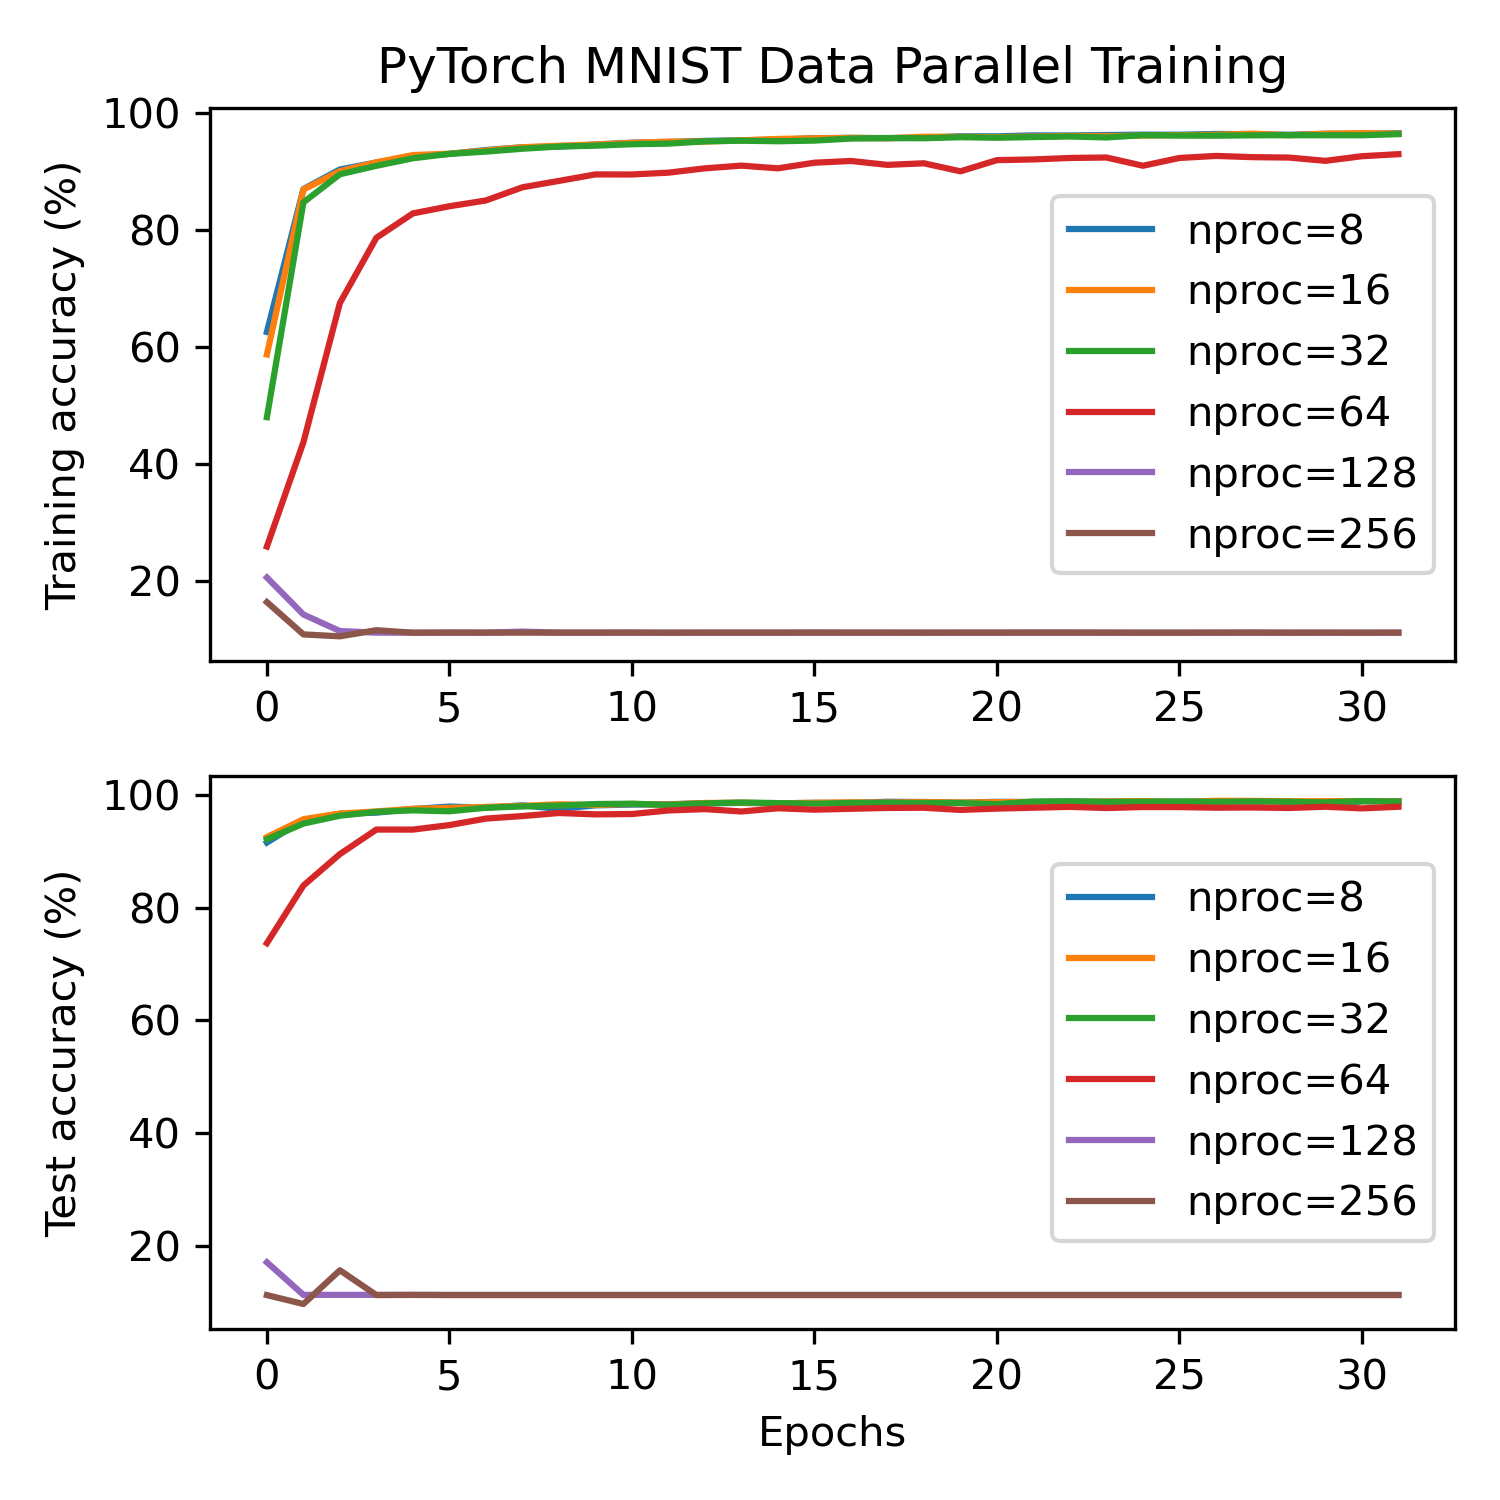 PyTorch MNIST Data Parallel Training
Training accuracy (%)
100
80
60
40
20
nproc=8
nproc=16
nproc=32
nproc=64
nproc=128
nproc=256
0 5 10 15 20 25 30
Test accuracy (%)
100
80
60
40
20
nproc=8
nproc=16
nproc=32
nproc=64
nproc=128
nproc=256
0 5 10 15 20 25 30
Epochs